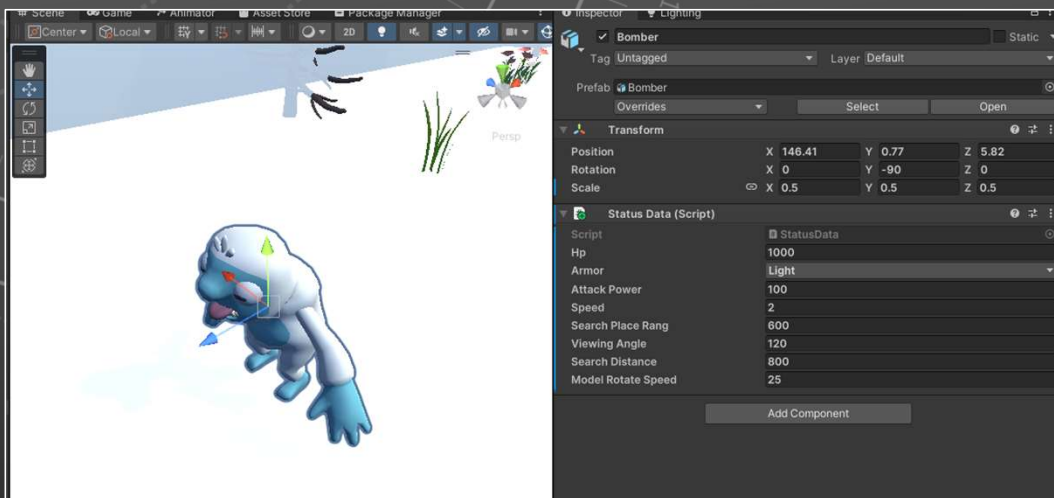 Scene Game Animator Asset Store Package Manager
Center Local 2D
Persp
Inspector Lighting
Bomber Static
Tag Untagged Layer Default
Prefab Bomber
Overrides Select Open
Transform
Position X 146.41 Y 0.77 Z 5.82
Rotation X 0 Y -90 Z 0
Scale X 0.5 Y 0.5 Z 0.5
Status Data (Script)
Script StatusData
Hp 1000
Armor Light
Attack Power 100
Speed 2
Search Place Rang 600
Viewing Angle 120
Search Distance 800
Model Rotate Speed 25
Add Component